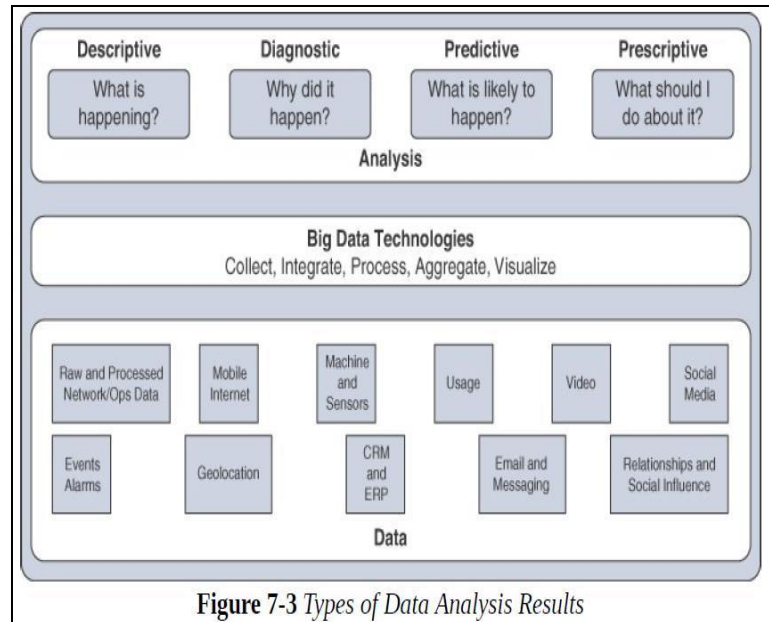 Descriptive Diagnostic Predictive Prescriptive
What is
happening?
Why did it
happen?
What is likely to
happen?
What should I
do about it?
Analysis
Big Data Technologies
Collect, Integrate, Process, Aggregate, Visualize
Raw and Processed
Network/Ops Data
Mobile
Internet
Machine
and
Sensors
Usage
Video
Social
Media
Events
Alarms
Geolocation
CRM
and
ERP
Email and
Messaging
Relationships and
Social Influence
Data
Figure 7-3 Types of Data Analysis Results